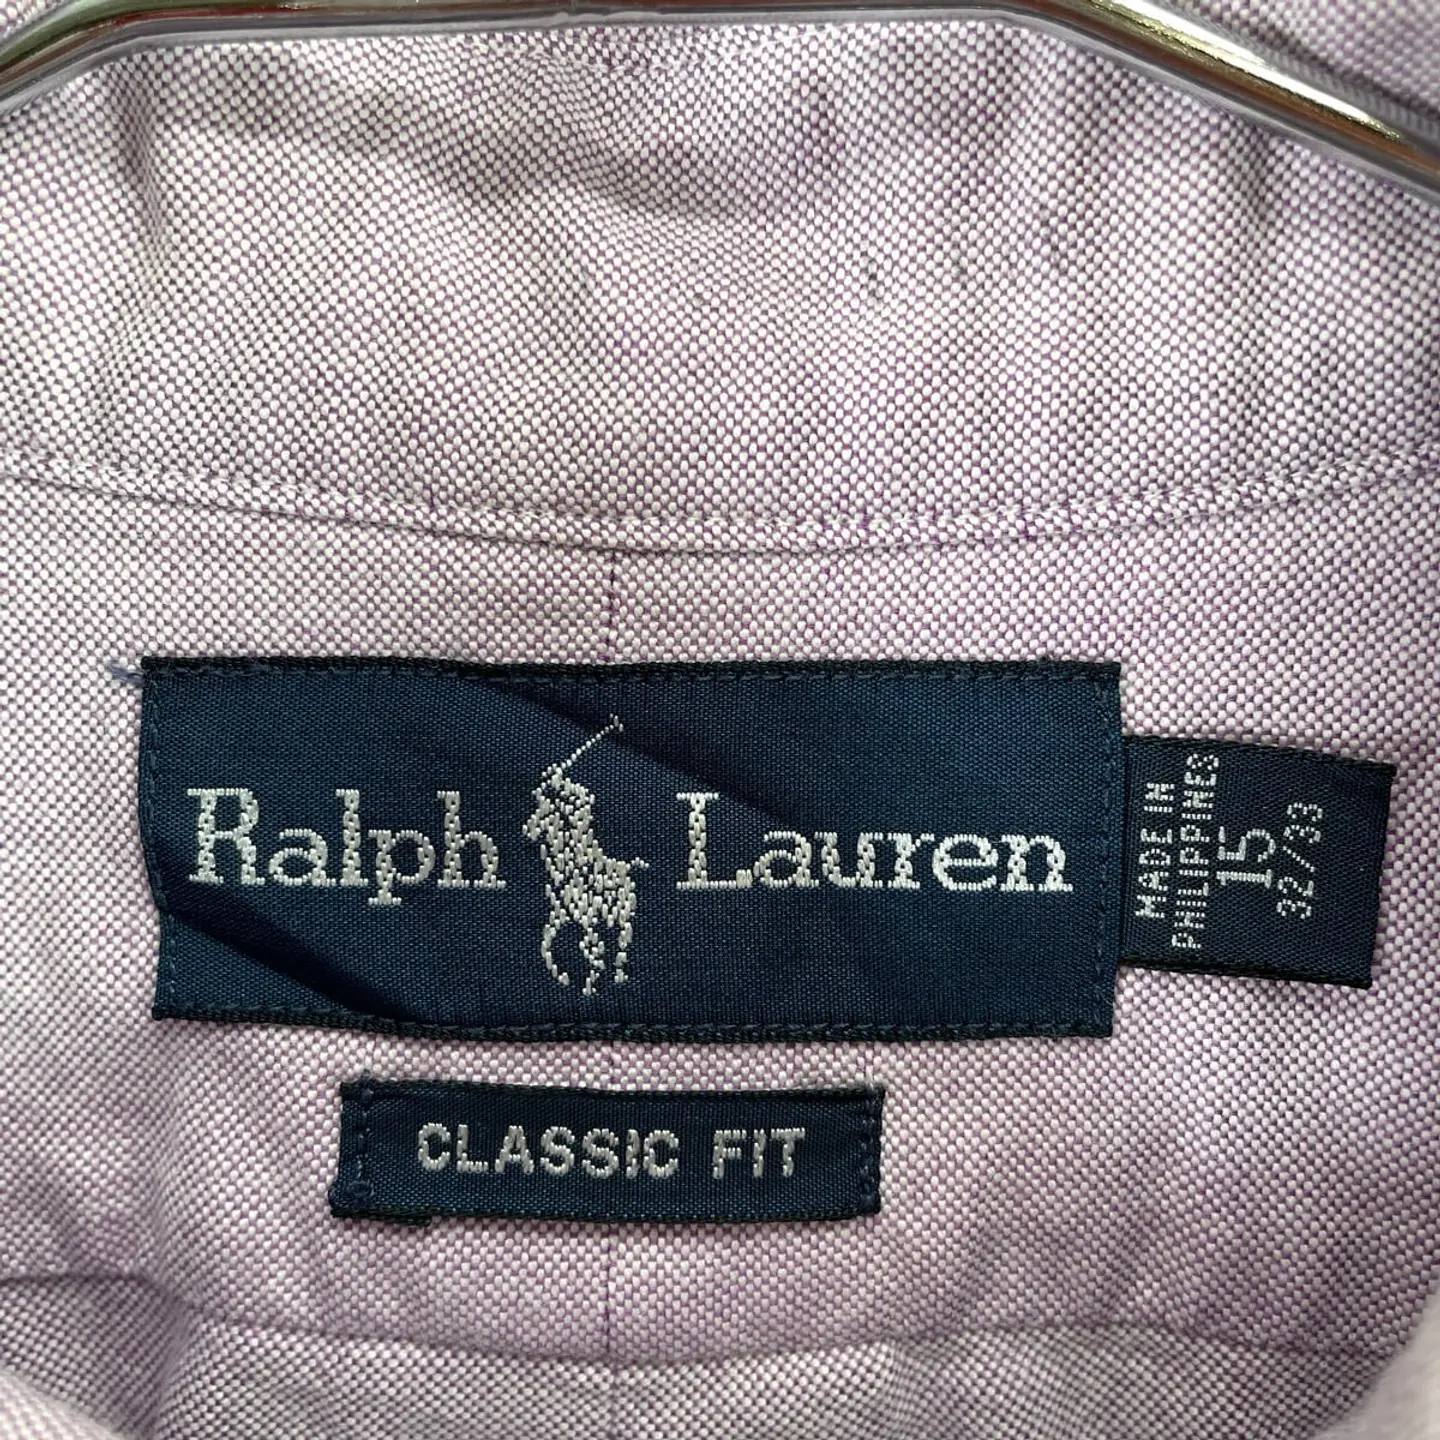 Ralph Lauren
MADE IN
PHILIPPINES
15
32/33
CLASSIC FIT